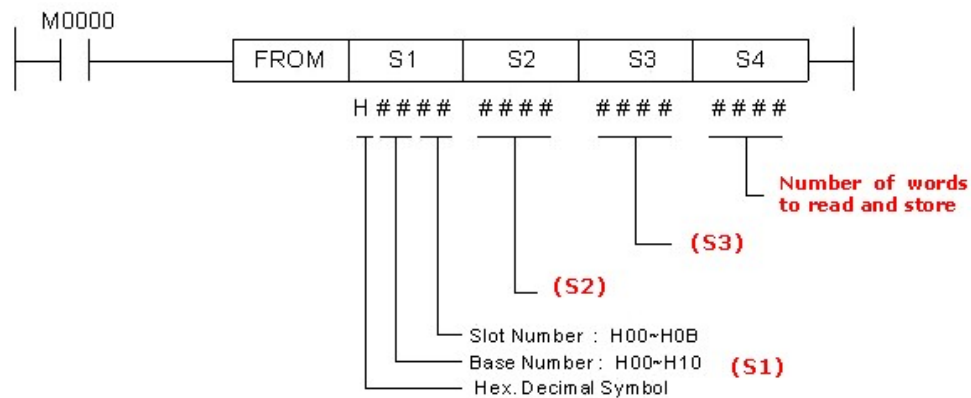 M0000
FROM S1 S2 S3 S4
H # # # # # # # # # # # # # # # #
Number of words
to read and store
(S3)
(S2)
Slot Number : H00~H0B
Base Number : H00~H10 (S1)
Hex. Decimal Symbol